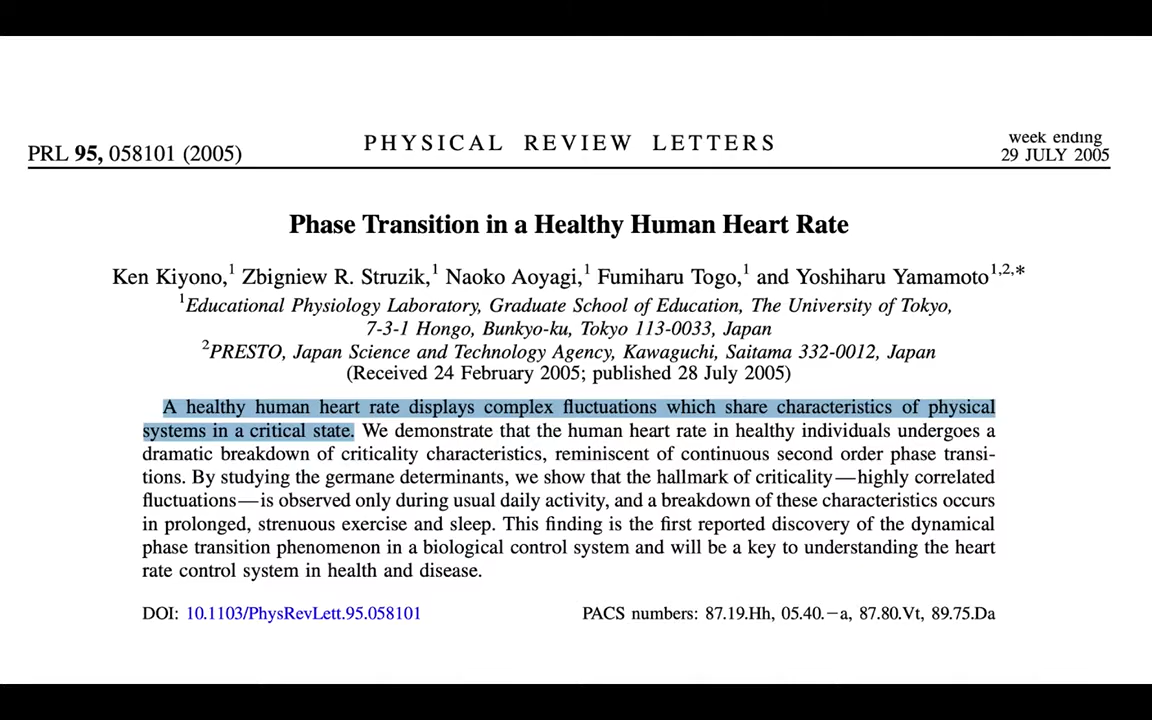 PRL 95, 058101 (2005)
PHYSICAL REVIEW LETTERS
week ending
29 JULY 2005
Phase Transition in a Healthy Human Heart Rate
Ken Kiyono,1 Zbigniew R. Struzik,1 Naoko Aoyagi,1 Fumiharu Togo,1 and Yoshiharu Yamamoto1,2,*
1Educational Physiology Laboratory, Graduate School of Education, The University of Tokyo,
7-3-1 Hongo, Bunkyo-ku, Tokyo 113-0033, Japan
2PRESTO, Japan Science and Technology Agency, Kawaguchi, Saitama 332-0012, Japan
(Received 24 February 2005; published 28 July 2005)
A healthy human heart rate displays complex fluctuations which share characteristics of physical
systems in a critical state. We demonstrate that the human heart rate in healthy individuals undergoes a
dramatic breakdown of criticality characteristics, reminiscent of continuous second order phase transi-
tions. By studying the germane determinants, we show that the hallmark of criticality—highly correlated
fluctuations—is observed only during usual daily activity, and a breakdown of these characteristics occurs
in prolonged, strenuous exercise and sleep. This finding is the first reported discovery of the dynamical
phase transition phenomenon in a biological control system and will be a key to understanding the heart
rate control system in health and disease.
DOI: 10.1103/PhysRevLett.95.058101
PACS numbers: 87.19.Hh, 05.40.−a, 87.80.Vt, 89.75.Da